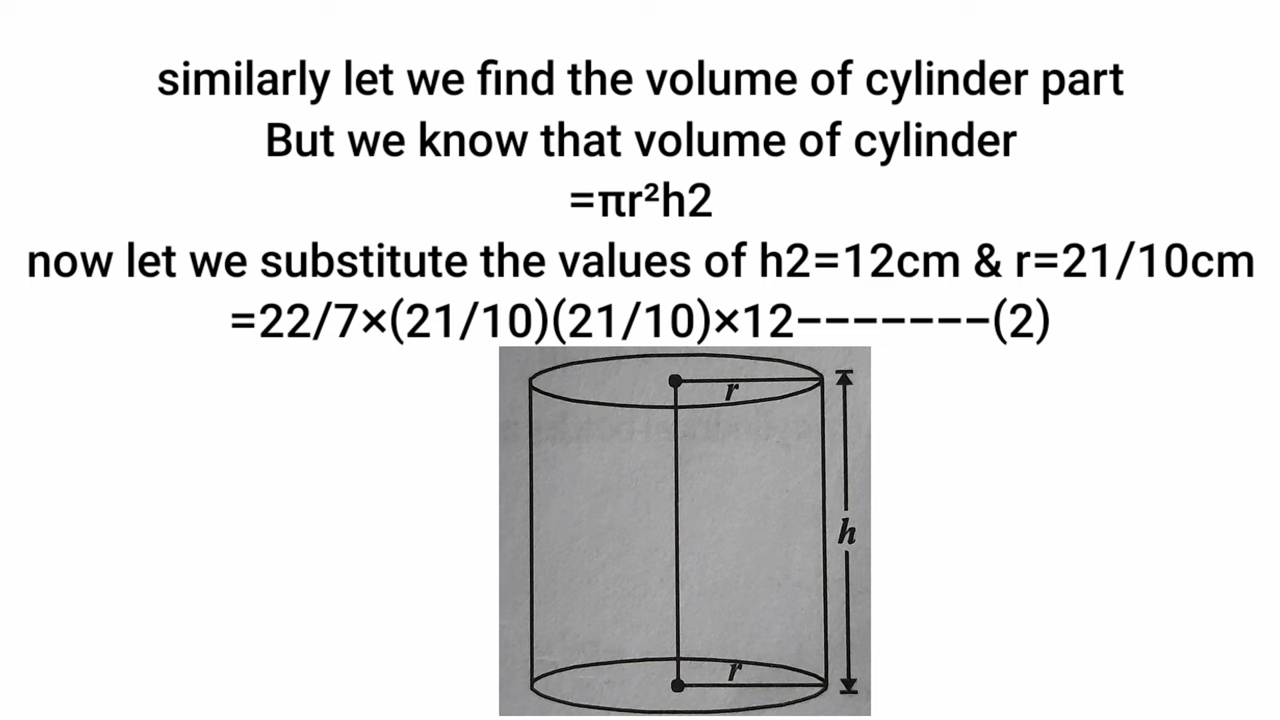 similarly let we find the volume of cylinder part
But we know that volume of cylinder
=πr²h2
now let we substitute the values of h2=12cm & r=21/10cm
=22/7×(21/10)(21/10)×12−−−−−−−(2)
r
h
r